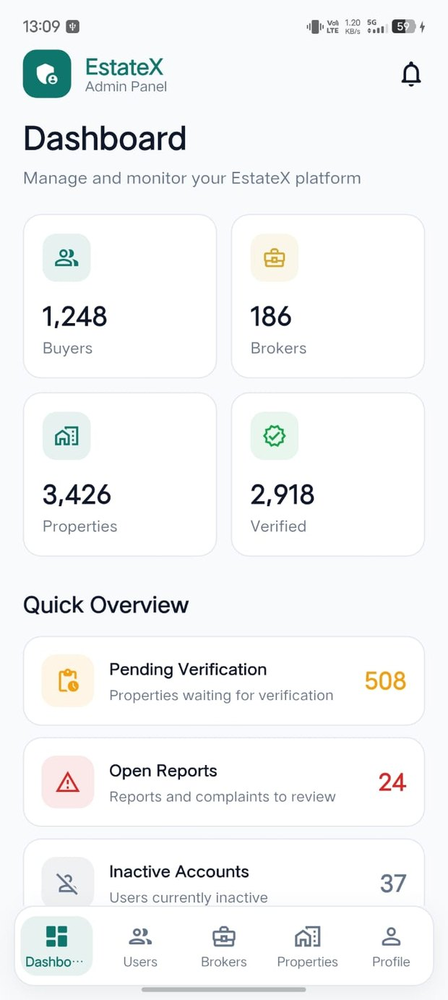 13:09
Vo)) LTE 1.20 KB/s 5G 59
EstateX
Admin Panel
Dashboard
Manage and monitor your EstateX platform
1,248
Buyers
186
Brokers
3,426
Properties
2,918
Verified
Quick Overview
Pending Verification
Properties waiting for verification
508
Open Reports
Reports and complaints to review
24
Inactive Accounts
Users currently inactive
37
Dashbo...
Users
Brokers
Properties
Profile